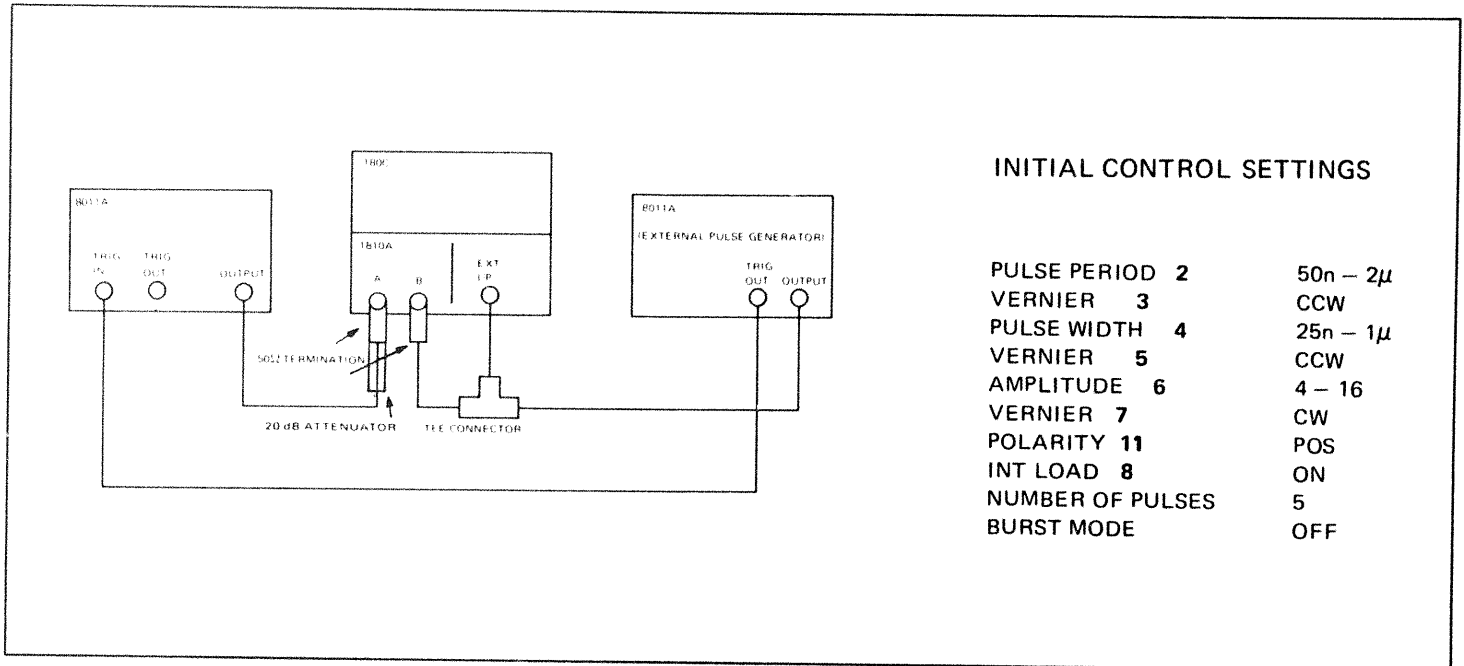 INITIAL CONTROL SETTINGS
180C
8011A
TRIG IN
TRIG OUT
OUTPUT
1810A
A
B
EXT I/P
8011A
(EXTERNAL PULSE GENERATOR)
TRIG OUT
OUTPUT
50Ω TERMINATION
20 dB ATTENUATOR
TEE CONNECTOR
PULSE PERIOD 2 50n – 2μ
VERNIER 3 CCW
PULSE WIDTH 4 25n – 1μ
VERNIER 5 CCW
AMPLITUDE 6 4 – 16
VERNIER 7 CW
POLARITY 11 POS
INT LOAD 8 ON
NUMBER OF PULSES 5
BURST MODE OFF